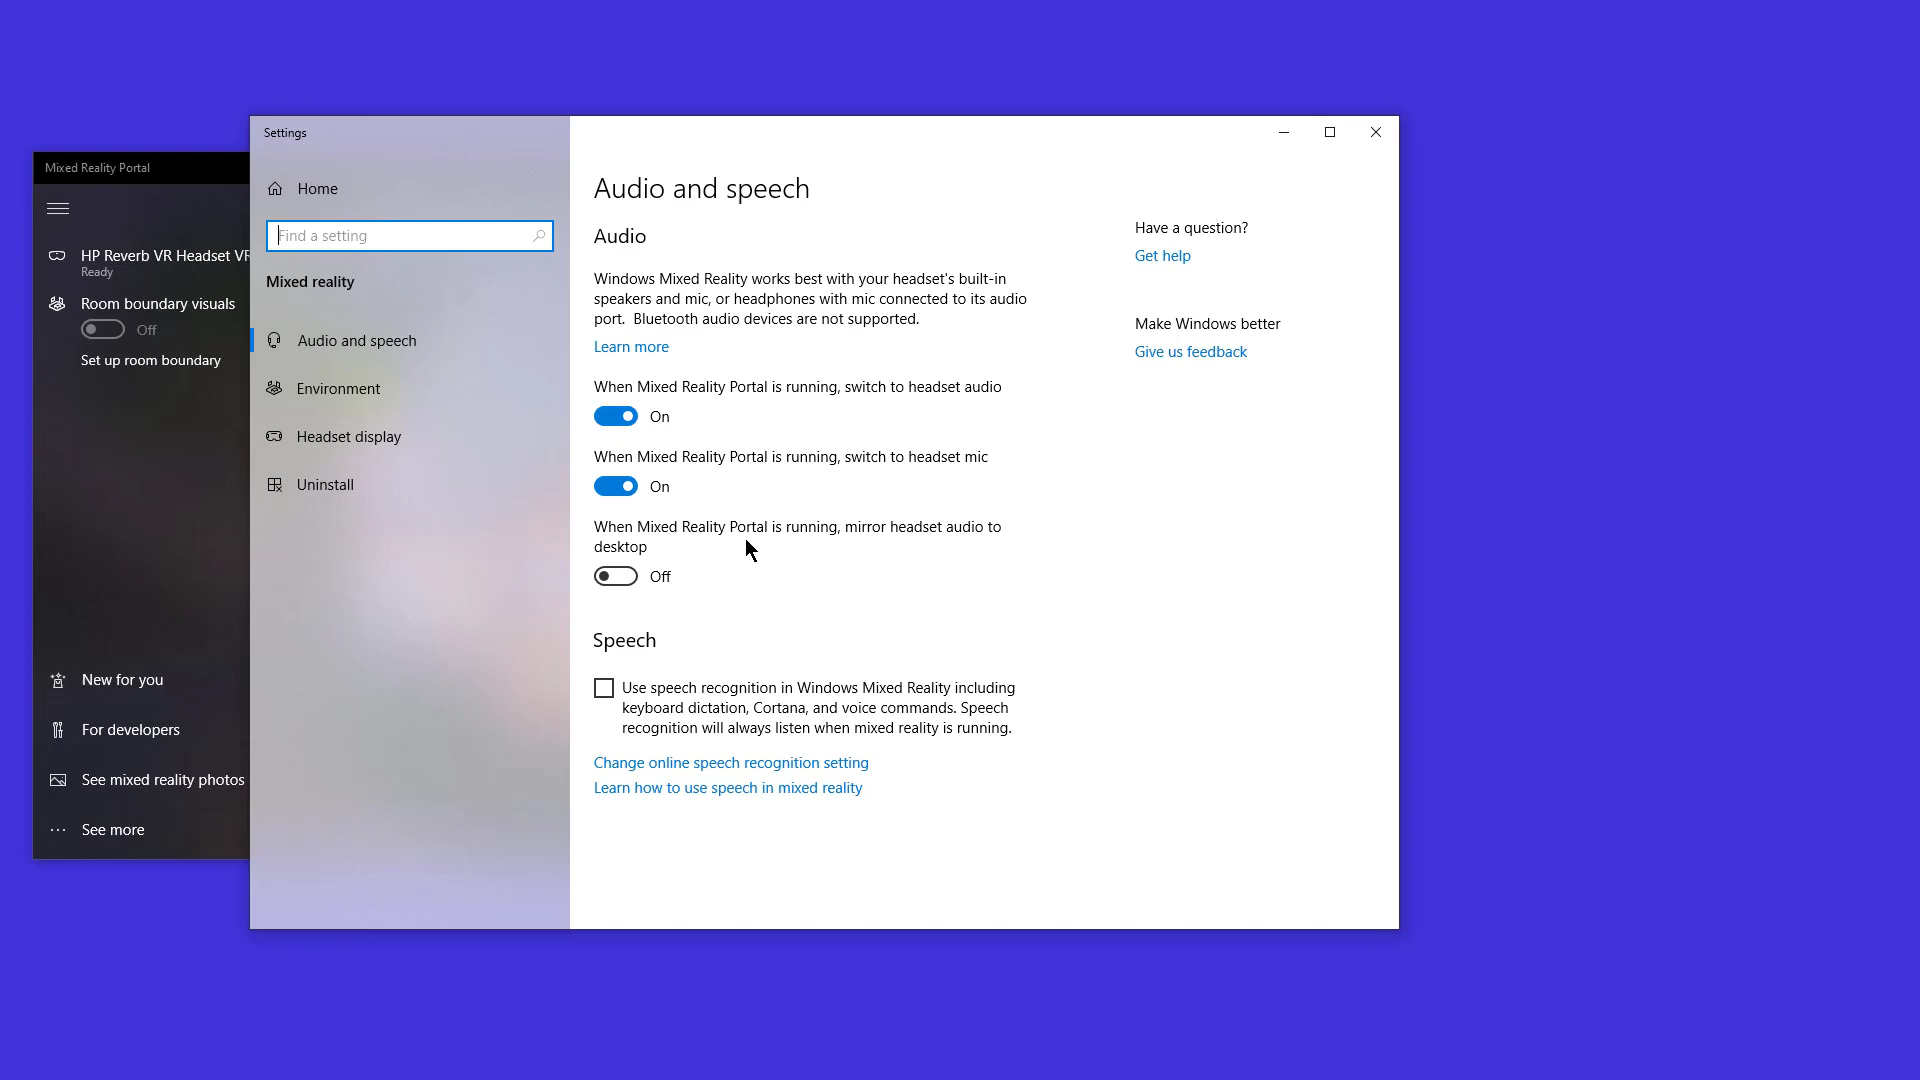 Mixed Reality Portal
HP Reverb VR Headset VR
Ready
Room boundary visuals
Off
Set up room boundary
New for you
For developers
See mixed reality photos
See more
Settings
Home
Find a setting
Mixed reality
Audio and speech
Environment
Headset display
Uninstall
Audio and speech
Audio
Windows Mixed Reality works best with your headset's built-in
speakers and mic, or headphones with mic connected to its audio
port.  Bluetooth audio devices are not supported.
Learn more
When Mixed Reality Portal is running, switch to headset audio
On
When Mixed Reality Portal is running, switch to headset mic
On
When Mixed Reality Portal is running, mirror headset audio to
desktop
Off
Speech
Use speech recognition in Windows Mixed Reality including
keyboard dictation, Cortana, and voice commands. Speech
recognition will always listen when mixed reality is running.
Change online speech recognition setting
Learn how to use speech in mixed reality
Have a question?
Get help
Make Windows better
Give us feedback